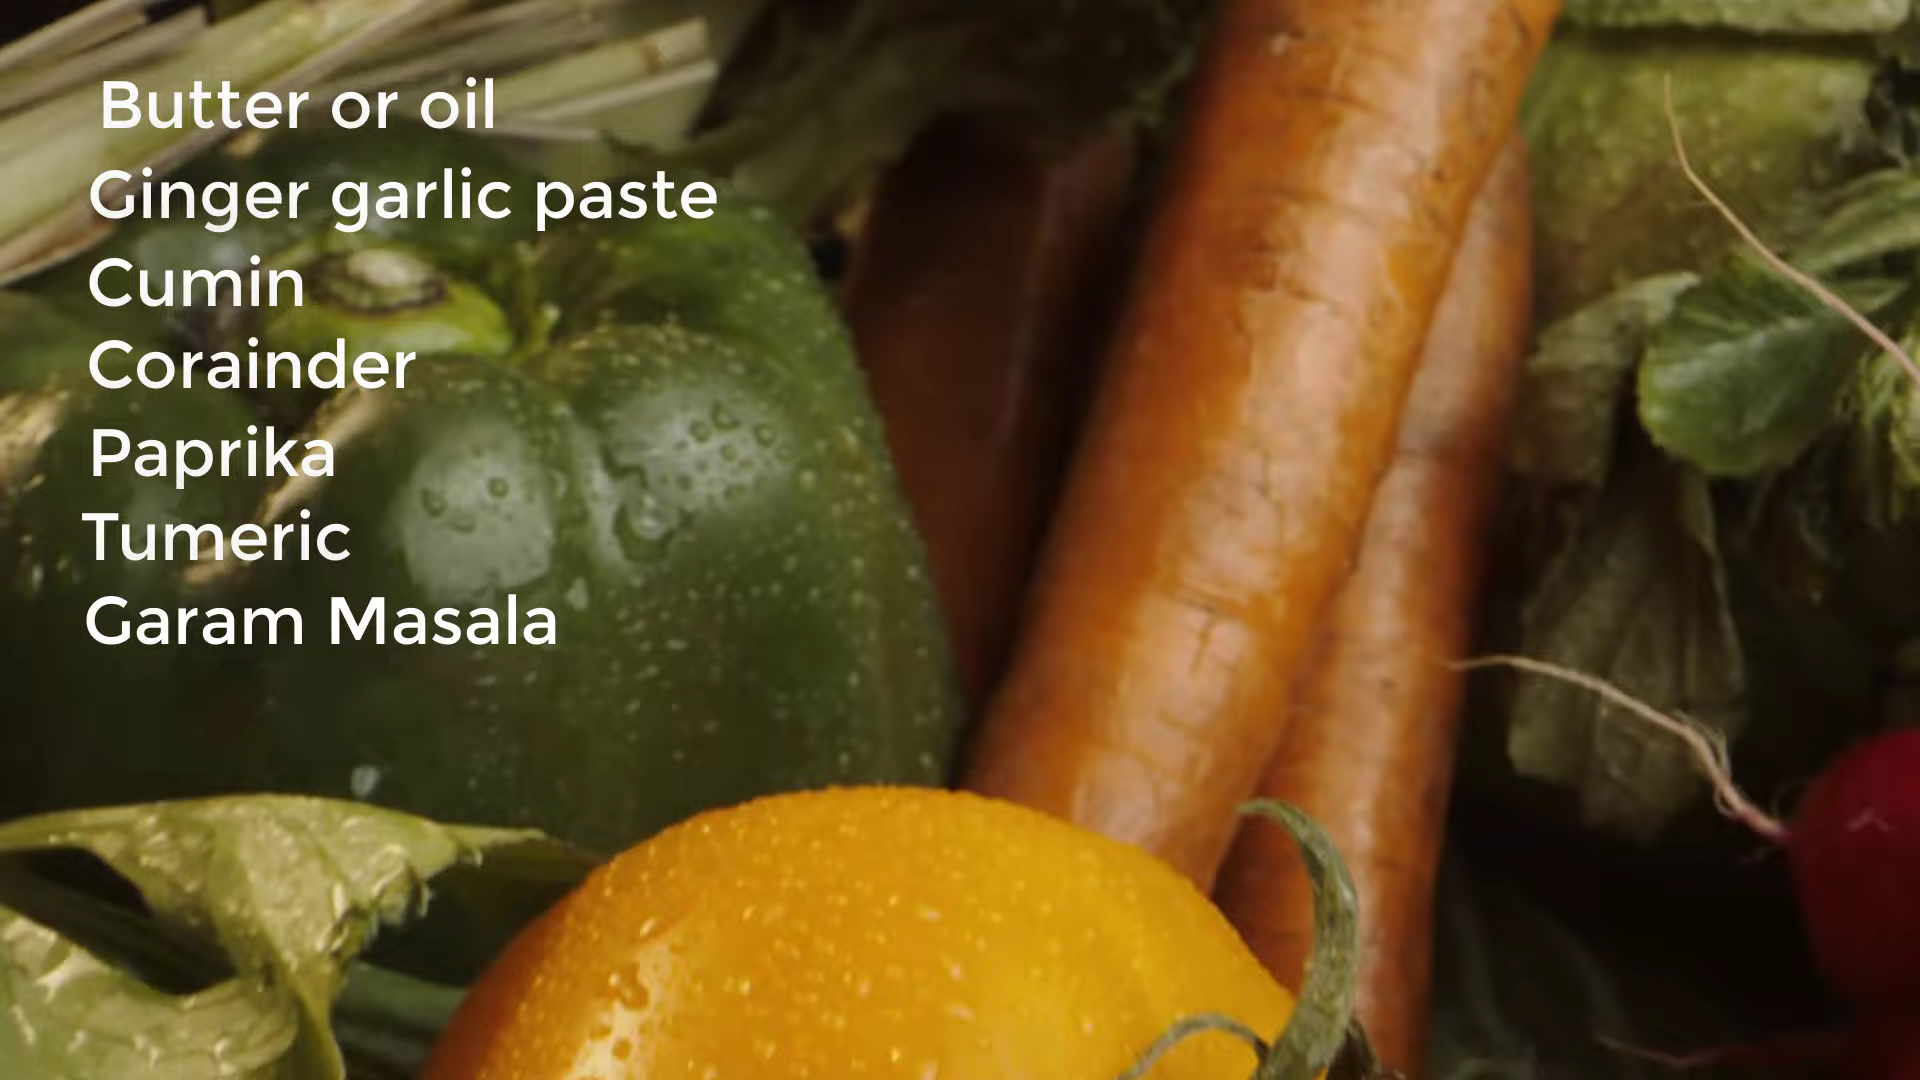 Butter or oil
Ginger garlic paste
Cumin
Corainder
Paprika
Tumeric
Garam Masala